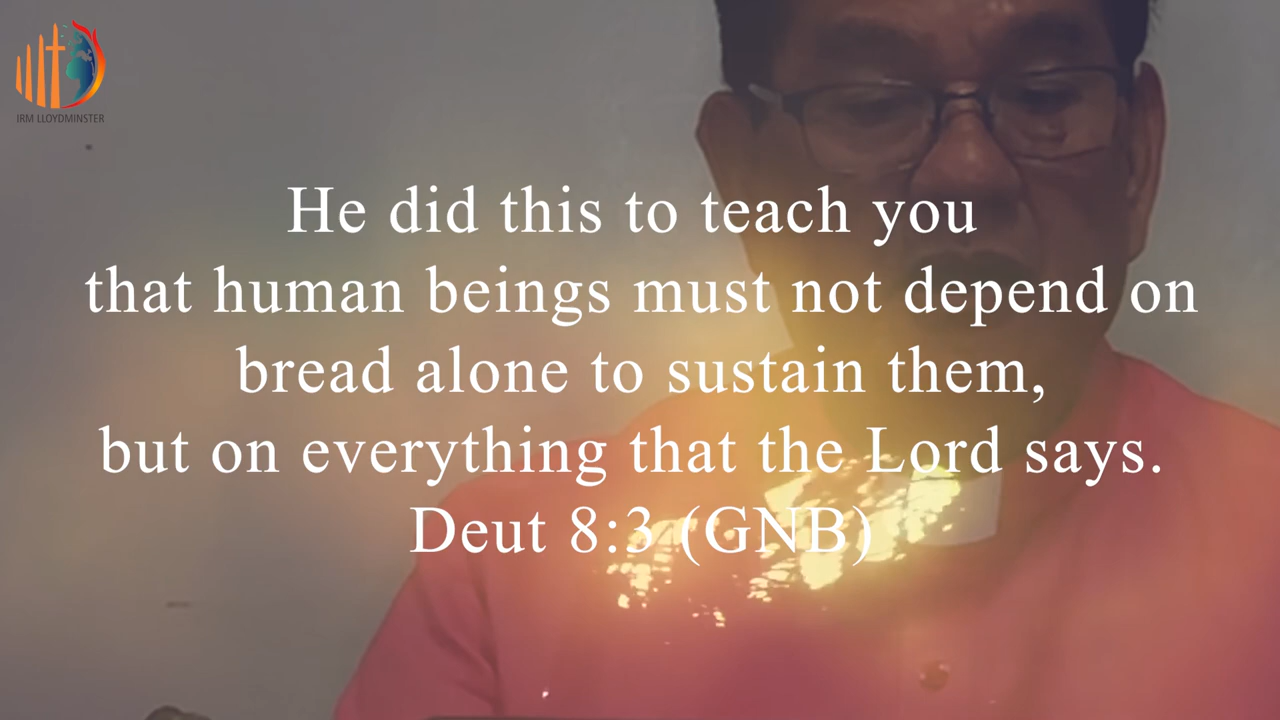 IRM LLOYDMINSTER
He did this to teach you
that human beings must not depend on
bread alone to sustain them,
but on everything that the Lord says.
Deut 8:3 (GNB)